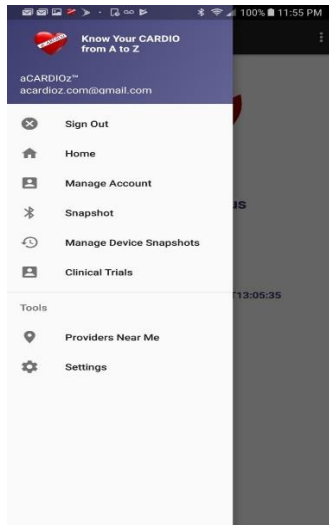 100% 11:55 PM
Know Your CARDIO
from A to Z
aCARDIOz™
acardioz.com@gmail.com
Sign Out
Home
Manage Account
us
Snapshot
Manage Device Snapshots
Clinical Trials
13:05:35
Tools
Providers Near Me
Settings